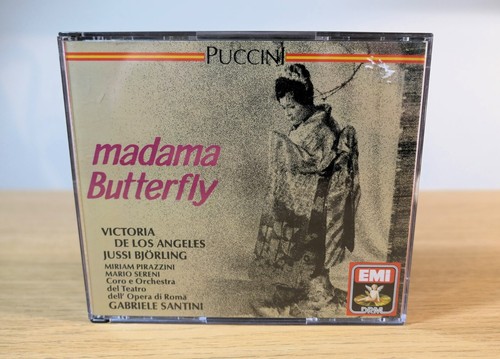 PUCCINI
madama
Butterfly
VICTORIA
DE LOS ANGELES
JUSSI BJÖRLING
MIRIAM PIRAZZINI
MARIO SERENI
Coro e Orchestra
del Teatro
dell' Opera di Roma
GABRIELE SANTINI
EMI
DRM